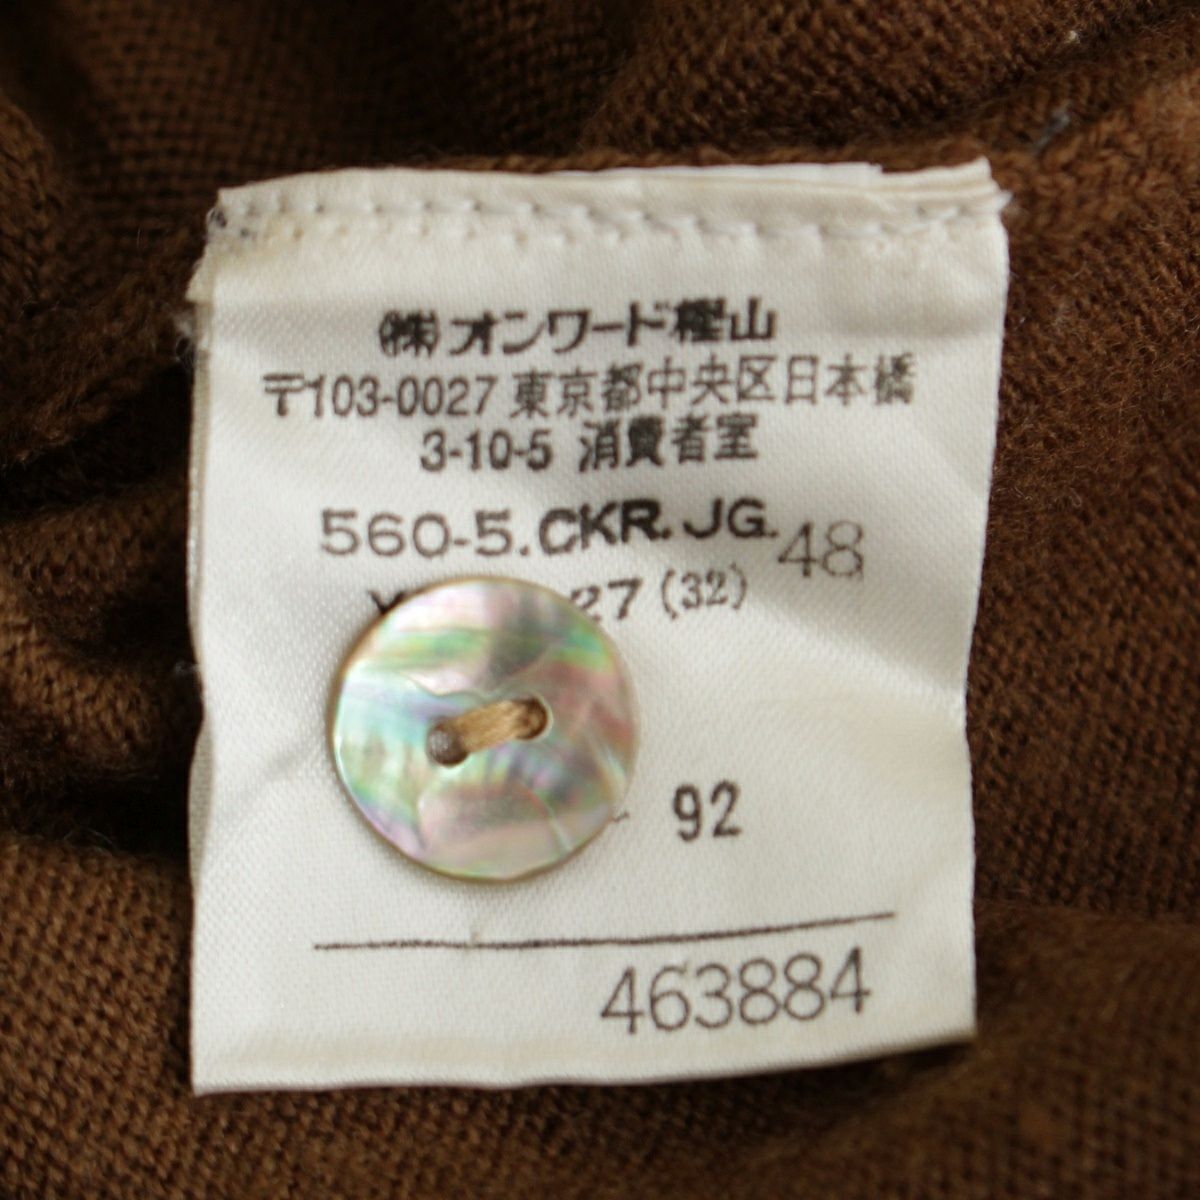 ㈱オンワード樫山
〒103-0027 東京都中央区日本橋
3-10-5 消費者室
560-5.CKR.JG. 48
27 (32)
92
463884